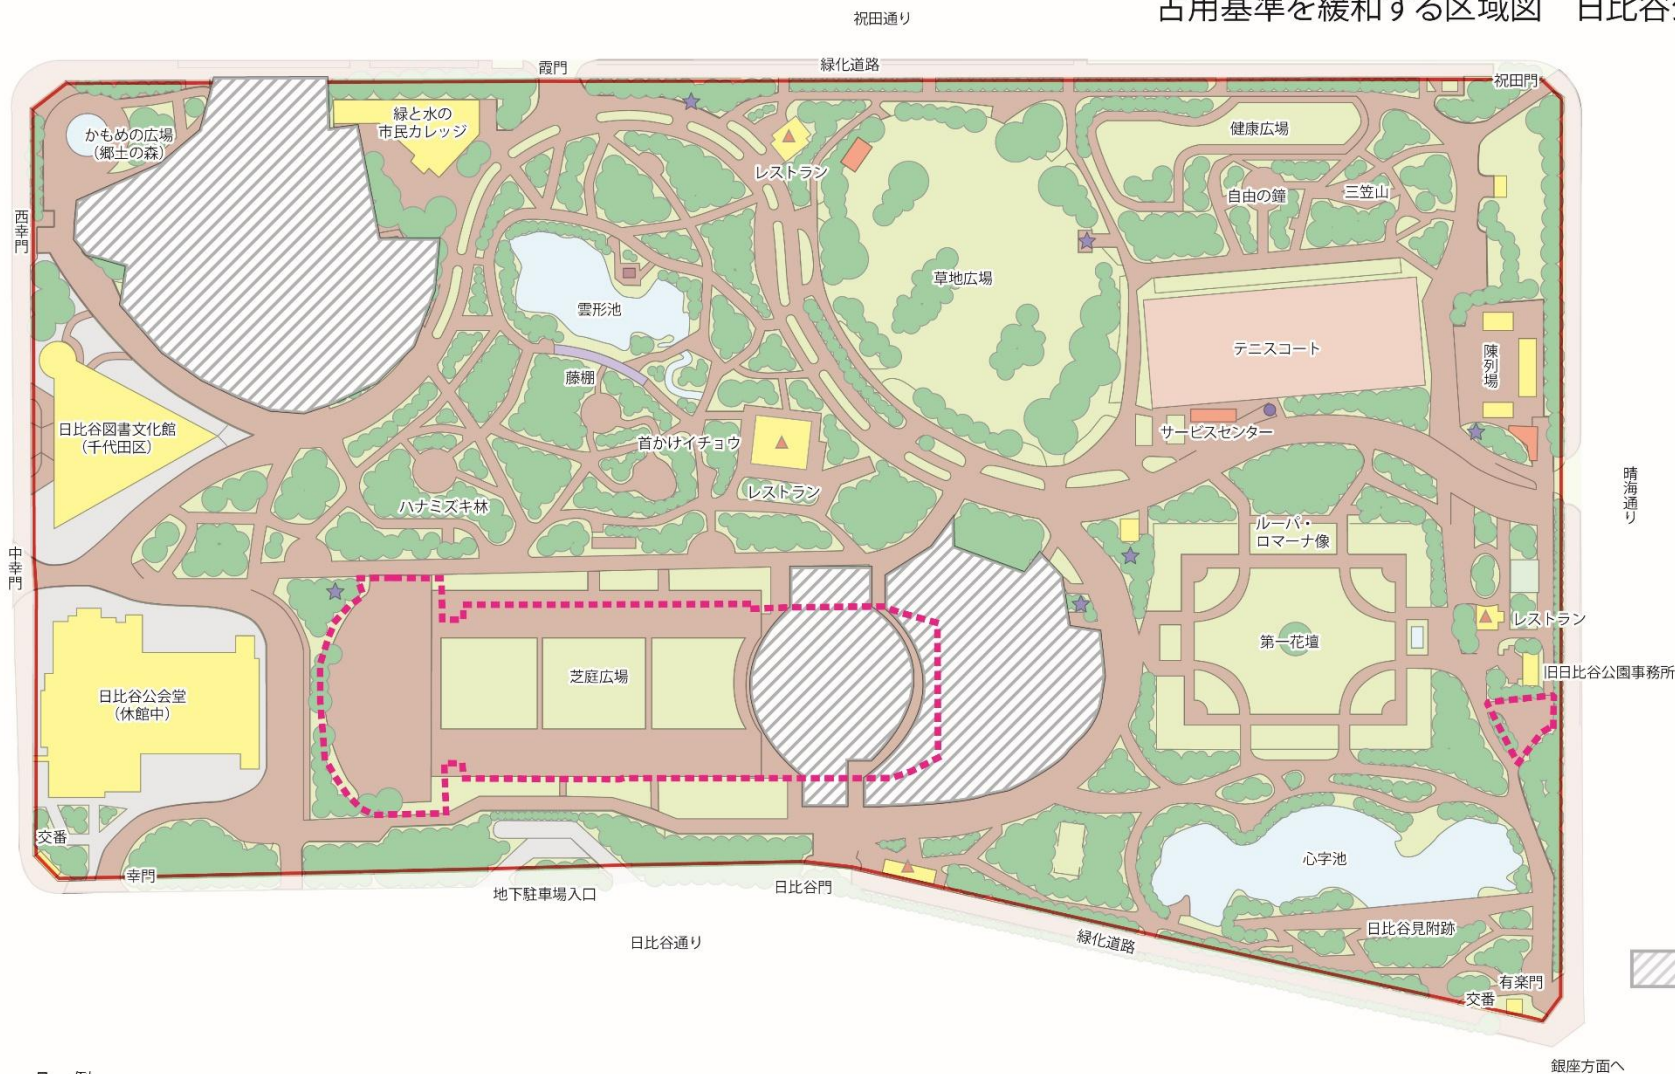 祝田通り
占用基準を緩和する区域図 日比谷
霞門
緑化道路
祝田門
緑と水の
市民カレッジ
かもめの広場
(郷土の森)
健康広場
レストラン
自由の鐘
三笠山
西幸門
草地広場
雲形池
テニスコート
陳列場
藤棚
日比谷図書文化館
(千代田区)
首かけイチョウ
サービスセンター
レストラン
晴海通り
ハナミズキ林
ルーパ・
ロマーナ像
中幸門
レストラン
第一花壇
芝庭広場
旧日比谷公園事務所
日比谷公会堂
(休館中)
交番
心字池
幸門
地下駐車場入口
日比谷門
日比谷見附跡
日比谷通り
緑化道路
有楽門
交番
銀座方面へ